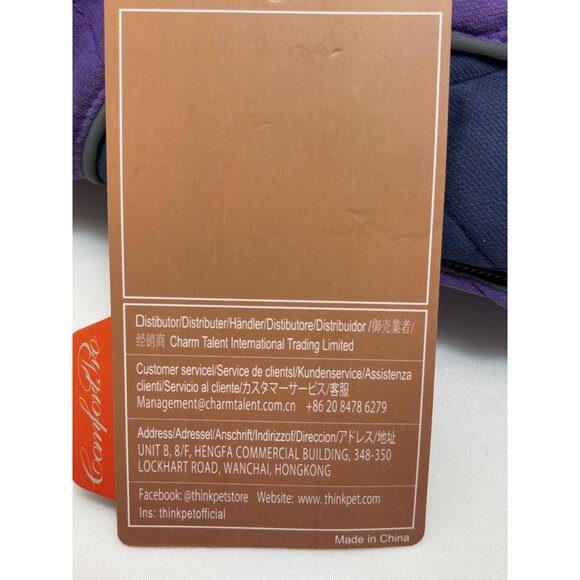 Distibutor/Distributer/Händler/Distibutore/Distribuidor /御売業者/
经销商 Charm Talent International Trading Limited
Customer servicel/Service de clientsl/Kundenservice/Assistenza
clienti/Servicio al cliente/カスタマーサービス/客服
Management@charmtalent.com.cn +86 20 8478 6279
Address/Adressel/Anschrift/Indirizzof/Direccion/アドレス/地址
UNIT B, 8/F, HENGFA COMMERCIAL BUILDING, 348-350
LOCKHART ROAD, WANCHAI, HONGKONG
Facebook: @thinkpetstore Website: www. thinkpet.com
Ins: thinkpetofficial
Made in China
ComfortPro